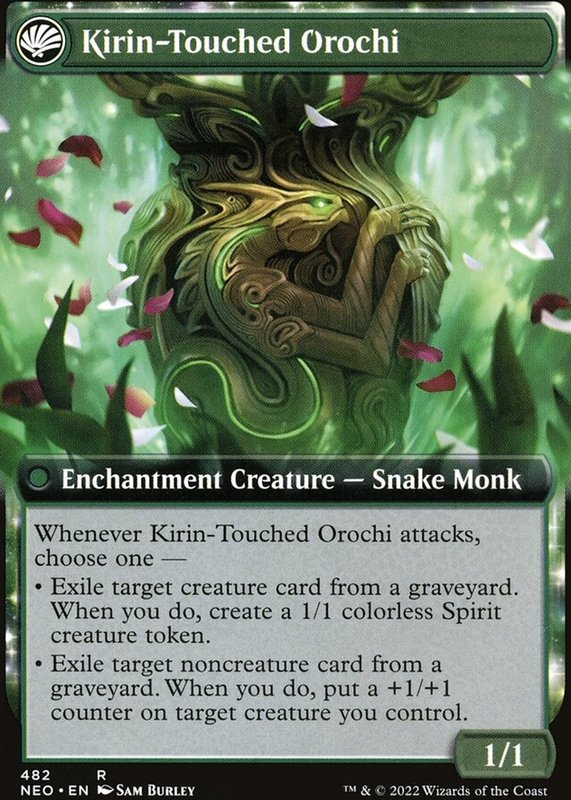 Kirin-Touched Orochi
Enchantment Creature — Snake Monk
Whenever Kirin-Touched Orochi attacks,
choose one —
• Exile target creature card from a graveyard.
When you do, create a 1/1 colorless Spirit
creature token.
• Exile target noncreature card from a
graveyard. When you do, put a +1/+1
counter on target creature you control.
1/1
482 R
NEO • EN Sam Burley
™ & © 2022 Wizards of the Coast